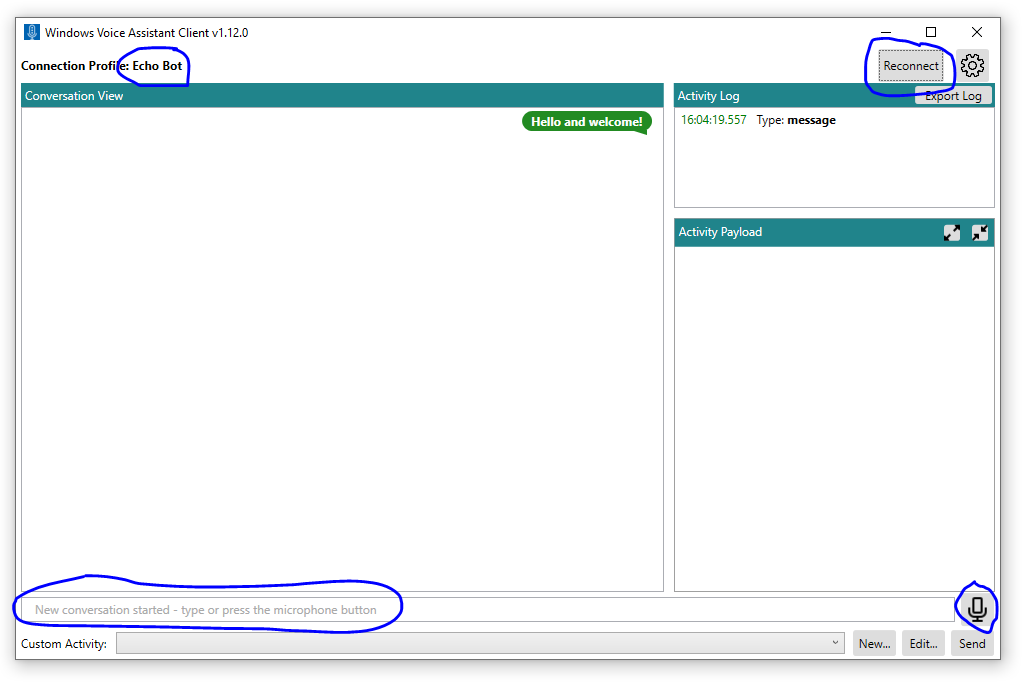 Windows Voice Assistant Client v1.12.0
Connection Profile: Echo Bot
Reconnect
Conversation View
Hello and welcome!
Activity Log
Export Log
16:04:19.557 Type: message
Activity Payload
New conversation started - type or press the microphone button
Custom Activity:
New...
Edit...
Send